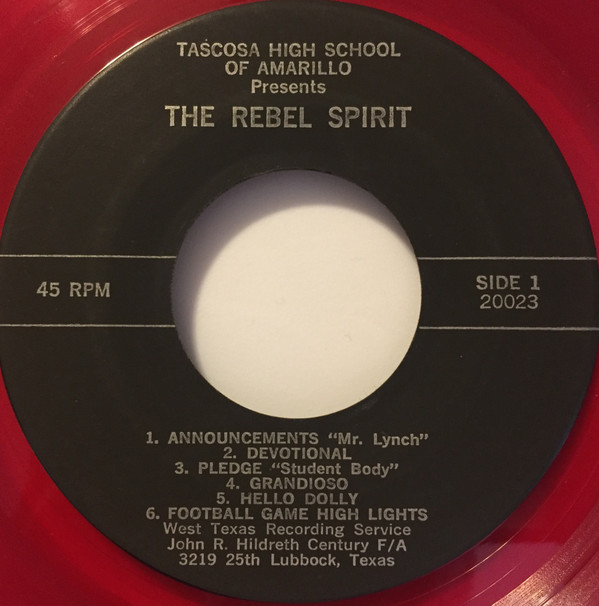 TASCOSA HIGH SCHOOL
OF AMARILLO
Presents
THE REBEL SPIRIT
45 RPM
SIDE 1
20023
1. ANNOUNCEMENTS "Mr. Lynch"
2. DEVOTIONAL
3. PLEDGE "Student Body"
4. GRANDIOSO
5. HELLO DOLLY
6. FOOTBALL GAME HIGH LIGHTS
West Texas Recording Service
John R. Hildreth Century F/A
3219 25th Lubbock, Texas